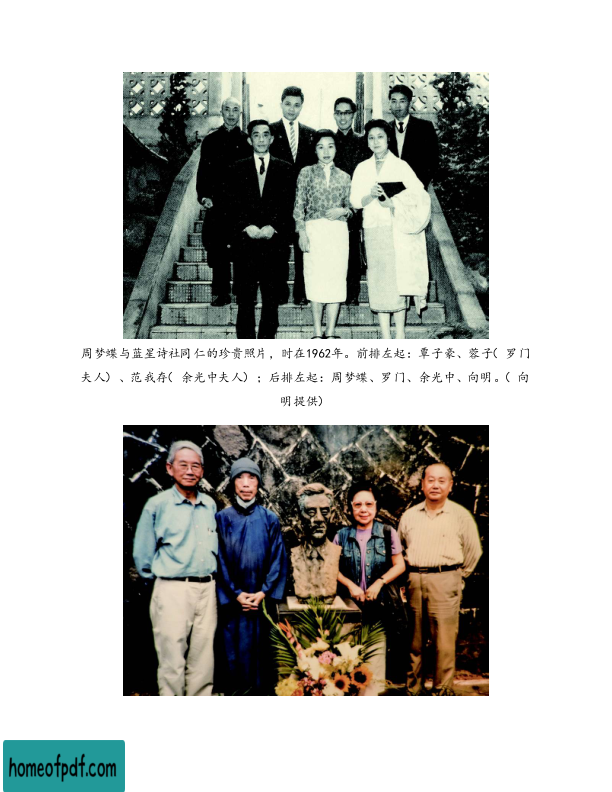 周梦蝶与蓝星诗社同仁的珍贵照片，时在1962年。前排左起：覃子豪、蓉子（罗门
夫人）、范我存（余光中夫人）；后排左起：周梦蝶、罗门、余光中、向明。（向
明提供）
homeofpdf.com